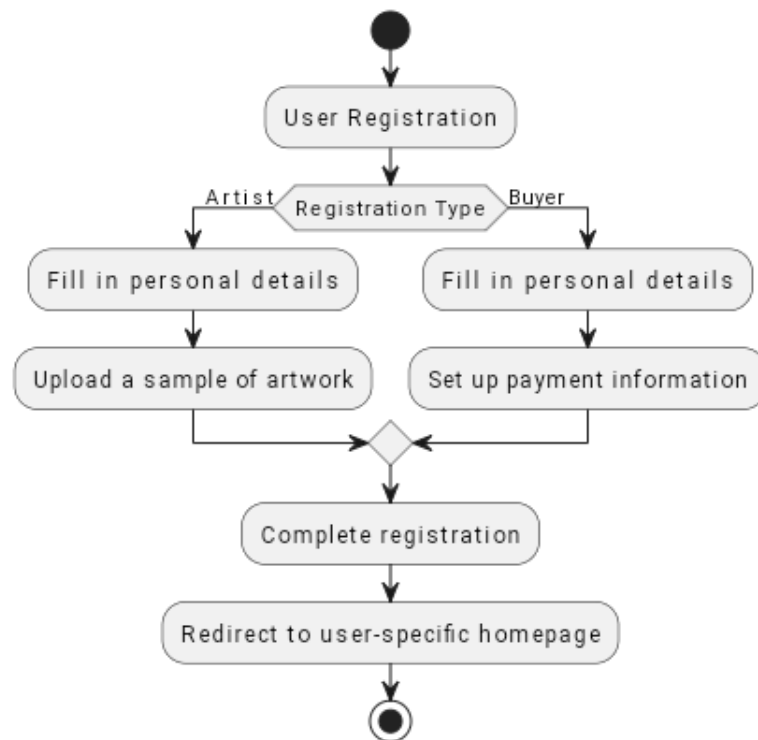 User Registration
Artist
Registration Type
Buyer
Fill in personal details
Fill in personal details
Upload a sample of artwork
Set up payment information
Complete registration
Redirect to user-specific homepage